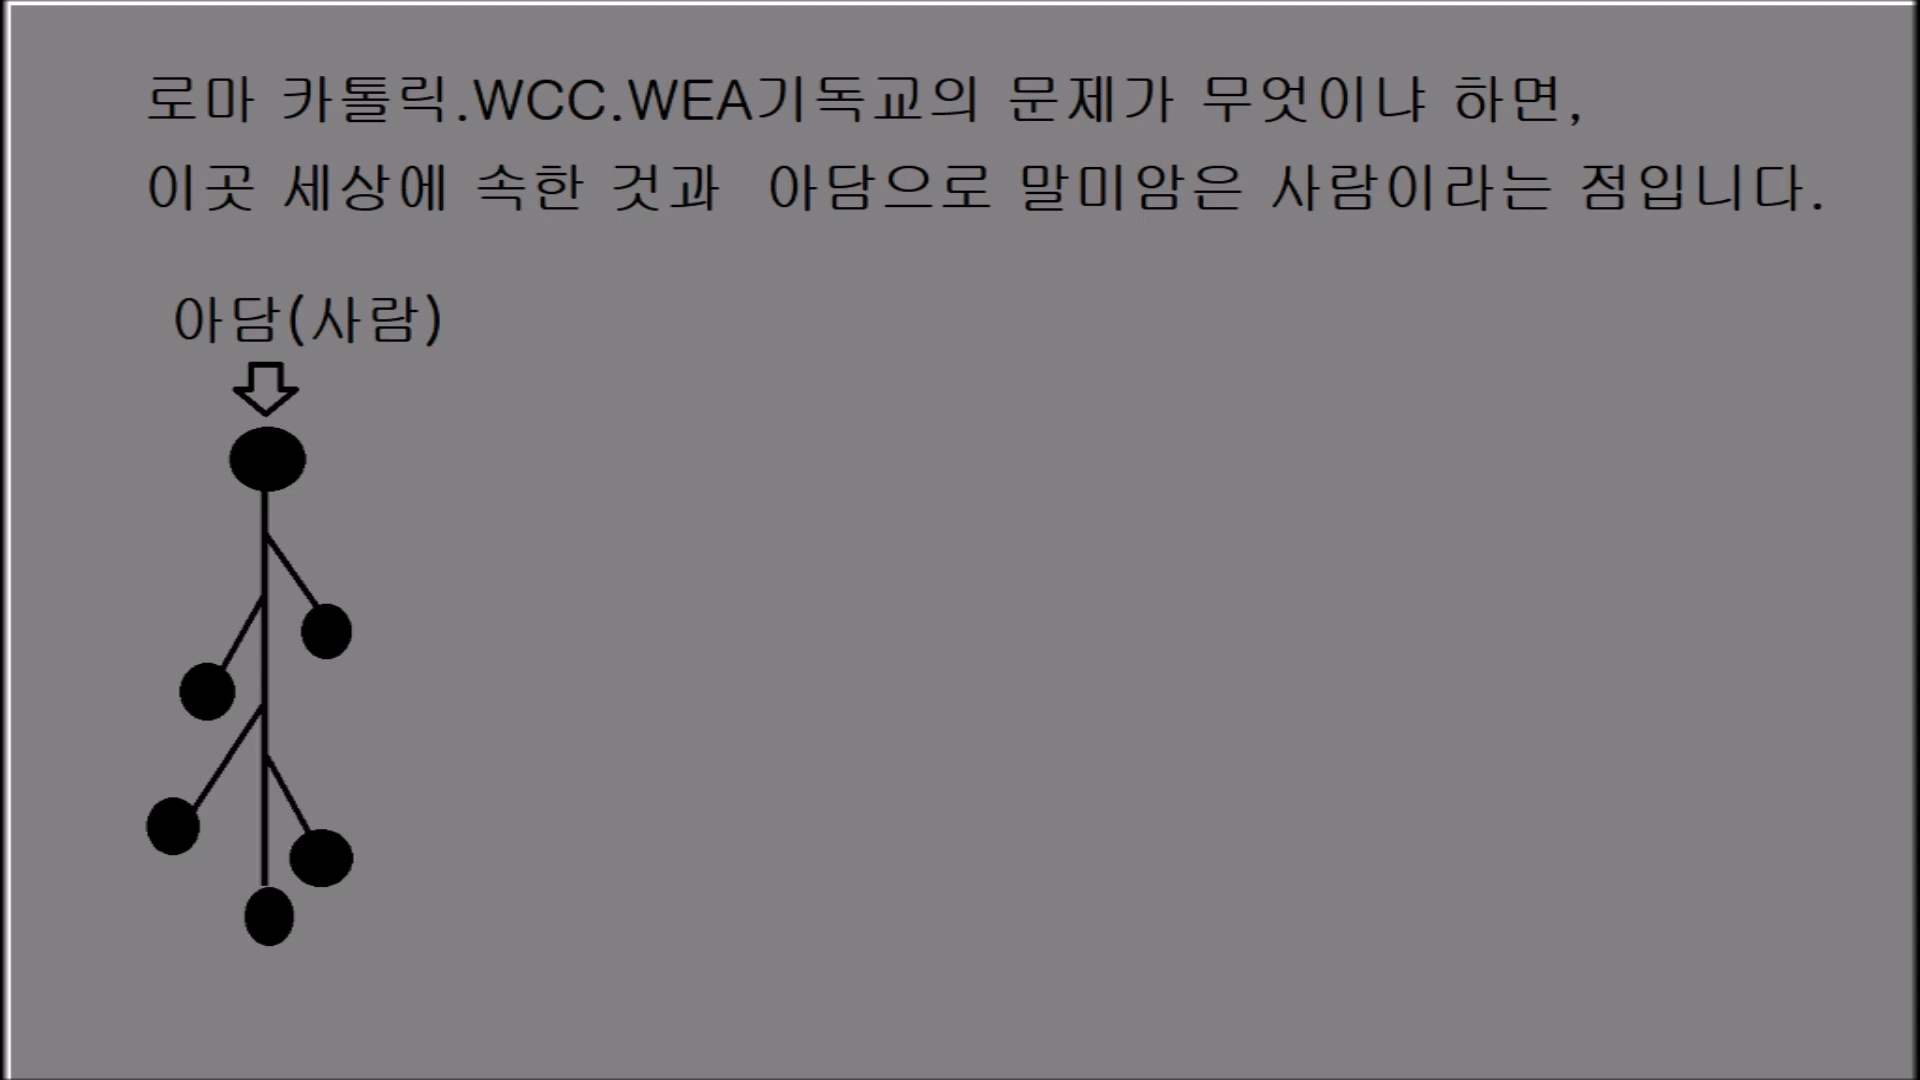 로마 카톨릭.WCC.WEA기독교의 문제가 무엇이냐 하면,
이곳 세상에 속한 것과 아담으로 말미암은 사람이라는 점입니다.
아담(사람)